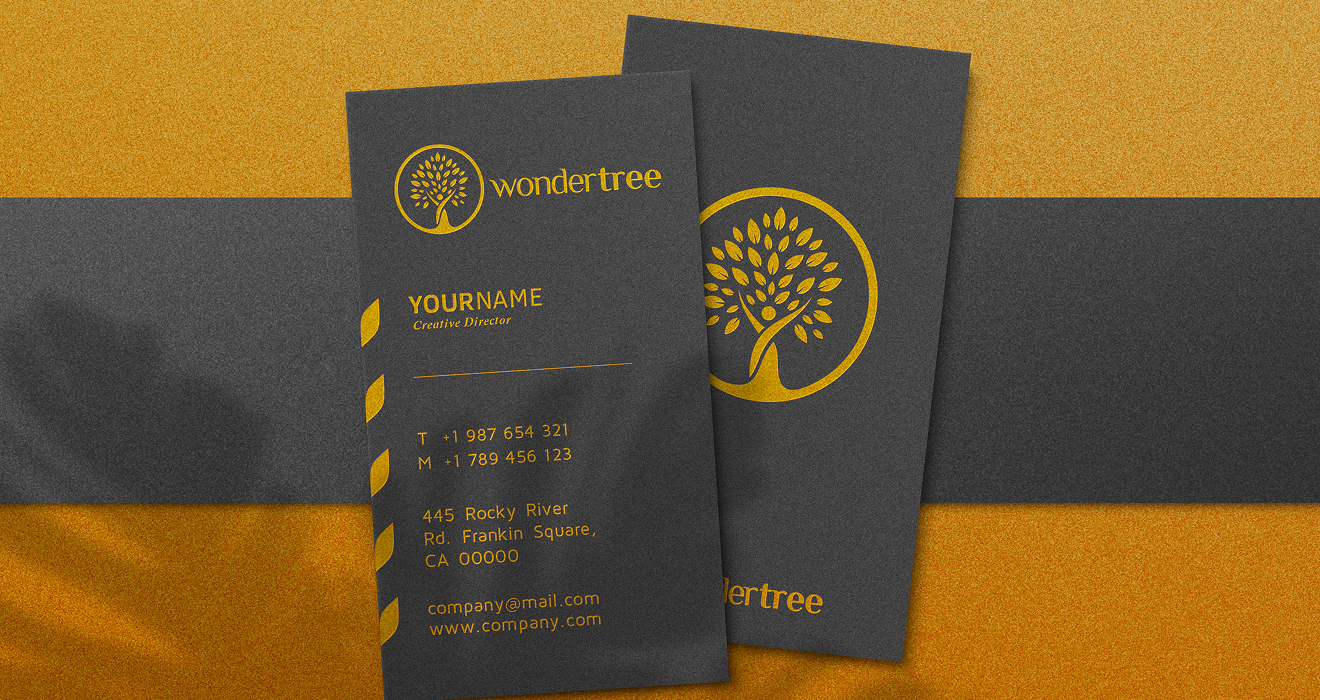 wondertree
YOURNAME
Creative Director
T +1 987 654 321
M +1 789 456 123
445 Rocky River
Rd. Frankin Square,
CA 00000
company@mail.com
www.company.com
dertree